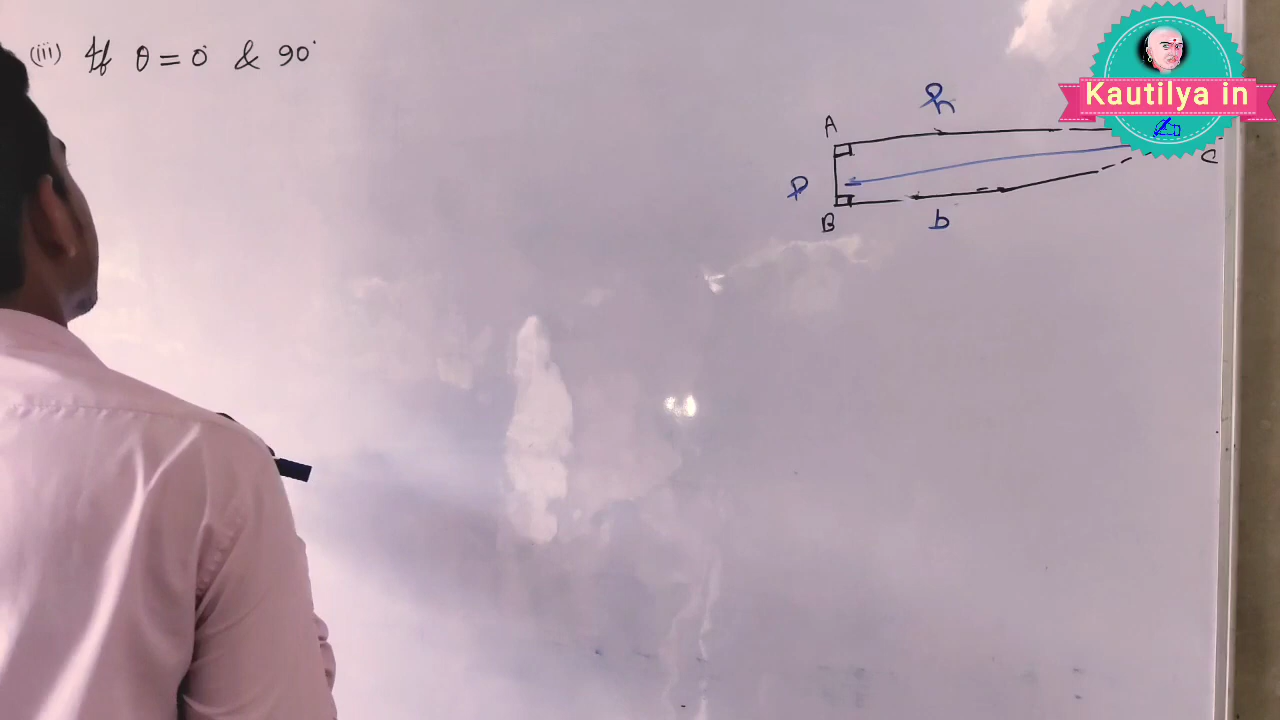 (iii) If θ = 0° & 90°
h
Kautilya in
A
C
p
B
b